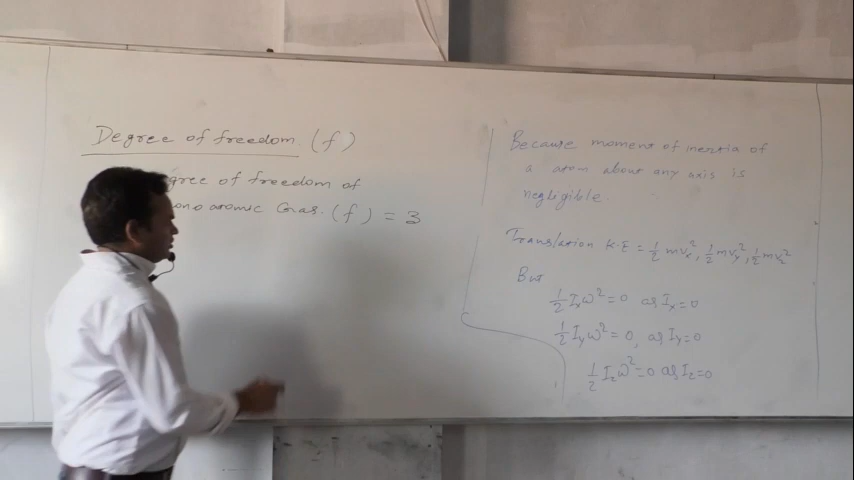 Degree of freedom (f)
gree of freedom of
ono atomic Gas. (f) = 3
Because moment of inertia of
a atom about any axis is
negligible.
Translation K.E = 1/2 mvx², 1/2 mvy², 1/2 mvz²
But
1/2 Ixω² = 0 as Ix = 0
1/2 Iyω² = 0, as Iy = 0
1/2 Izω² = 0 as Iz = 0